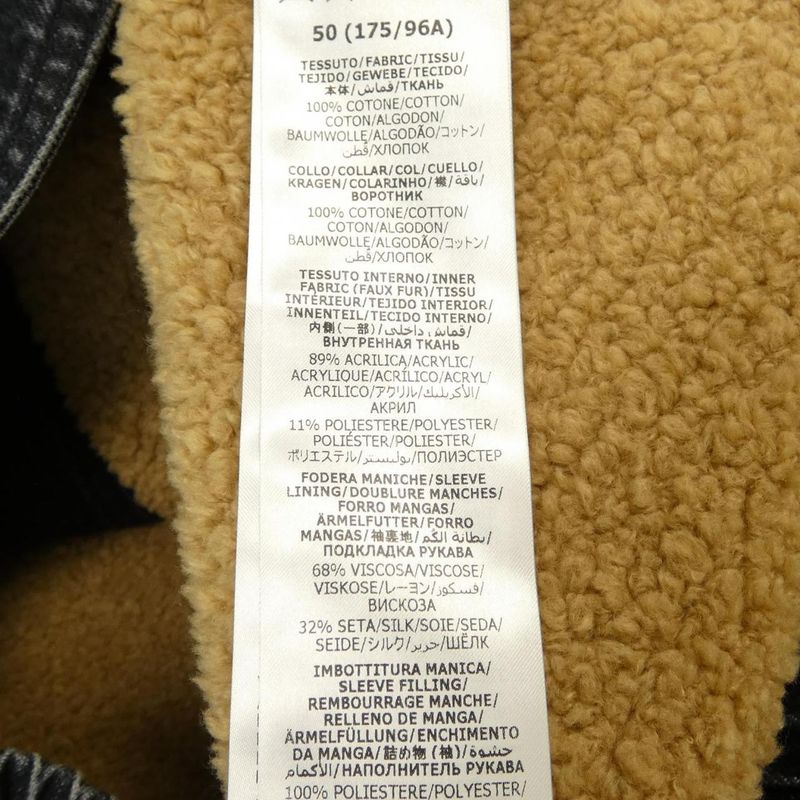 50 (175/96A)
TESSUTO/FABRIC/TISSU/
TEJIDO/GEWEBE/TECIDO/
本体/قماش/ТКАНЬ
100% COTONE/COTTON/
COTON/ALGODON/
BAUMWOLLE/ALGODÃO/コットン/
قطن/ХЛОПОК
COLLO/COLLAR/COL/CUELLO/
KRAGEN/COLARINHO/襟/ياقة/
ВОРОТНИК
100% COTONE/COTTON/
COTON/ALGODON/
BAUMWOLLE/ALGODÃO/コットン/
قطن/ХЛОПОК
TESSUTO INTERNO/INNER
FABRIC (FAUX FUR)/TISSU
INTÉRIEUR/TEJIDO INTERIOR/
INNENTEIL/TECIDO INTERNO/
内側(一部)/قماش داخلي/
ВНУТРЕННАЯ ТКАНЬ
89% ACRILICA/ACRYLIC/
ACRYLIQUE/ACRÍLICO/ACRYL/
ACRILICO/アクリル/الأكريليك/
АКРИЛ
11% POLIESTERE/POLYESTER/
POLIÉSTER/POLYESTER/
ポリエステル/بوليستر/ПОЛИЭСТЕР
FODERA MANICHE/SLEEVE
LINING/DOUBLURE MANCHES/
FORRO MANGAS/
ÄRMELFUTTER/FORRO
MANGAS/袖裏地/بطانة الكم/
ПОДКЛАДКА РУКАВА
68% VISCOSA/VISCOSE/
VISKOSE/レーヨン/فسكوز/
ВИСКОЗА
32% SETA/SILK/SOIE/SEDA/
SEIDE/シルク/حرير/ШЁЛК
IMBOTTITURA MANICA/
SLEEVE FILLING/
REMBOURRAGE MANCHE/
RELLENO DE MANGA/
ÄRMELFÜLLUNG/ENCHIMENTO
DA MANGA/詰め物 (袖)/حشوة
الأكمام/НАПОЛНИТЕЛЬ РУКАВА
100% POLIESTERE/POLYESTER/